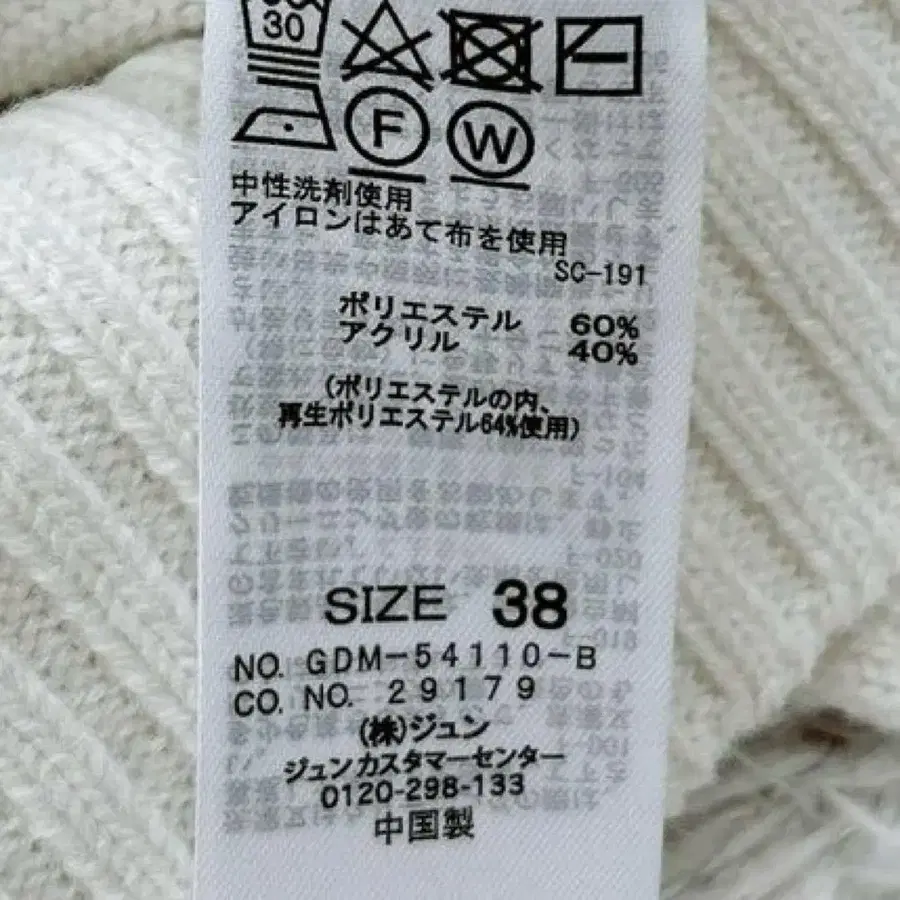 30
F W
中性洗剤使用
アイロンはあて布を使用
SC-191
ポリエステル 60%
アクリル 40%
(ポリエステルの内、
再生ポリエステル64%使用)
SIZE 38
NO. GDM-54110-B
CO. NO. 29179
(株)ジュン
ジュンカスタマーセンター
0120-298-133
中国製